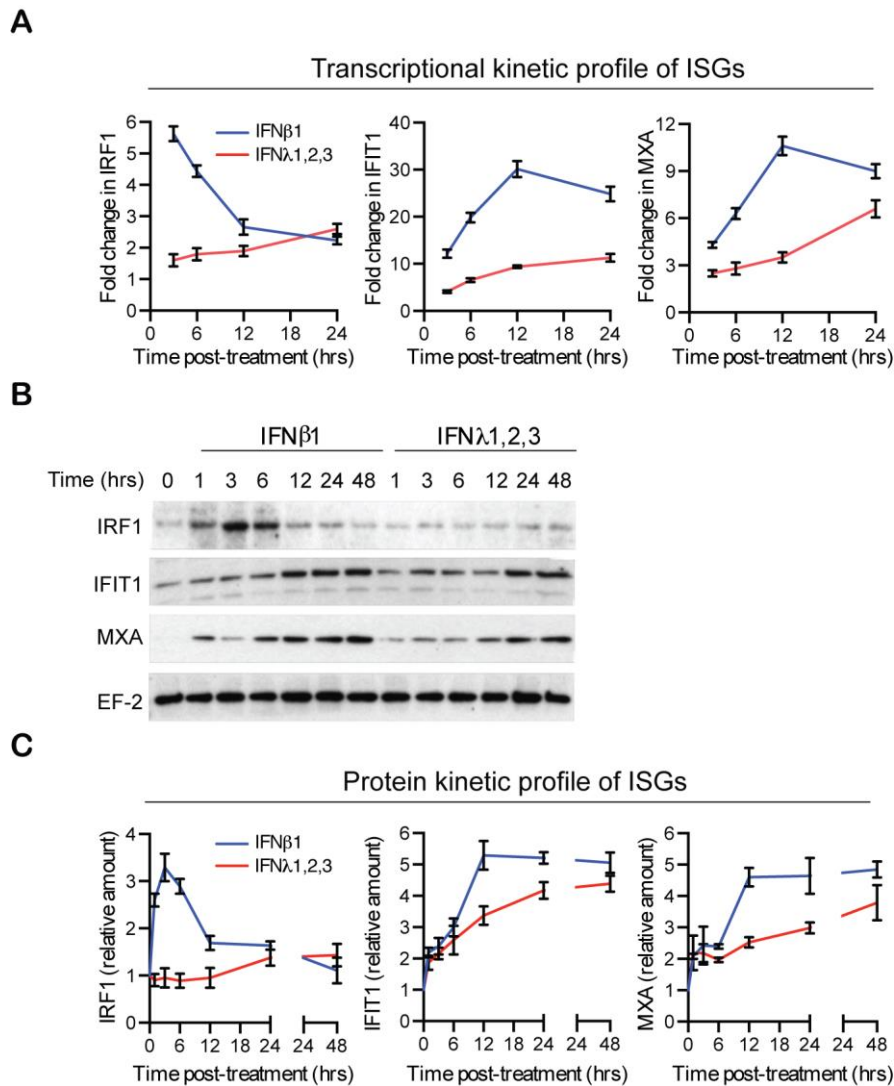 A
Transcriptional kinetic profile of ISGs
Fold change in IRF1
6
5
4
3
2
1
0
IFNβ1
IFNλ1,2,3
0 6 12 18 24
Time post-treatment (hrs)
Fold change in IFIT1
40
30
20
10
0
0 6 12 18 24
Time post-treatment (hrs)
Fold change in MXA
12
9
6
3
0
0 6 12 18 24
Time post-treatment (hrs)
B
IFNβ1 IFNλ1,2,3
Time (hrs) 0 1 3 6 12 24 48 1 3 6 12 24 48
IRF1
IFIT1
MXA
EF-2
C
Protein kinetic profile of ISGs
IRF1 (relative amount)
4
3
2
1
0
IFNβ1
IFNλ1,2,3
0 6 12 18 24 24 48
Time post-treatment (hrs)
IFIT1 (relative amount)
6
5
4
3
2
1
0
0 6 12 18 24 24 48
Time post-treatment (hrs)
MXA (relative amount)
6
5
4
3
2
1
0
0 6 12 18 24 24 48
Time post-treatment (hrs)